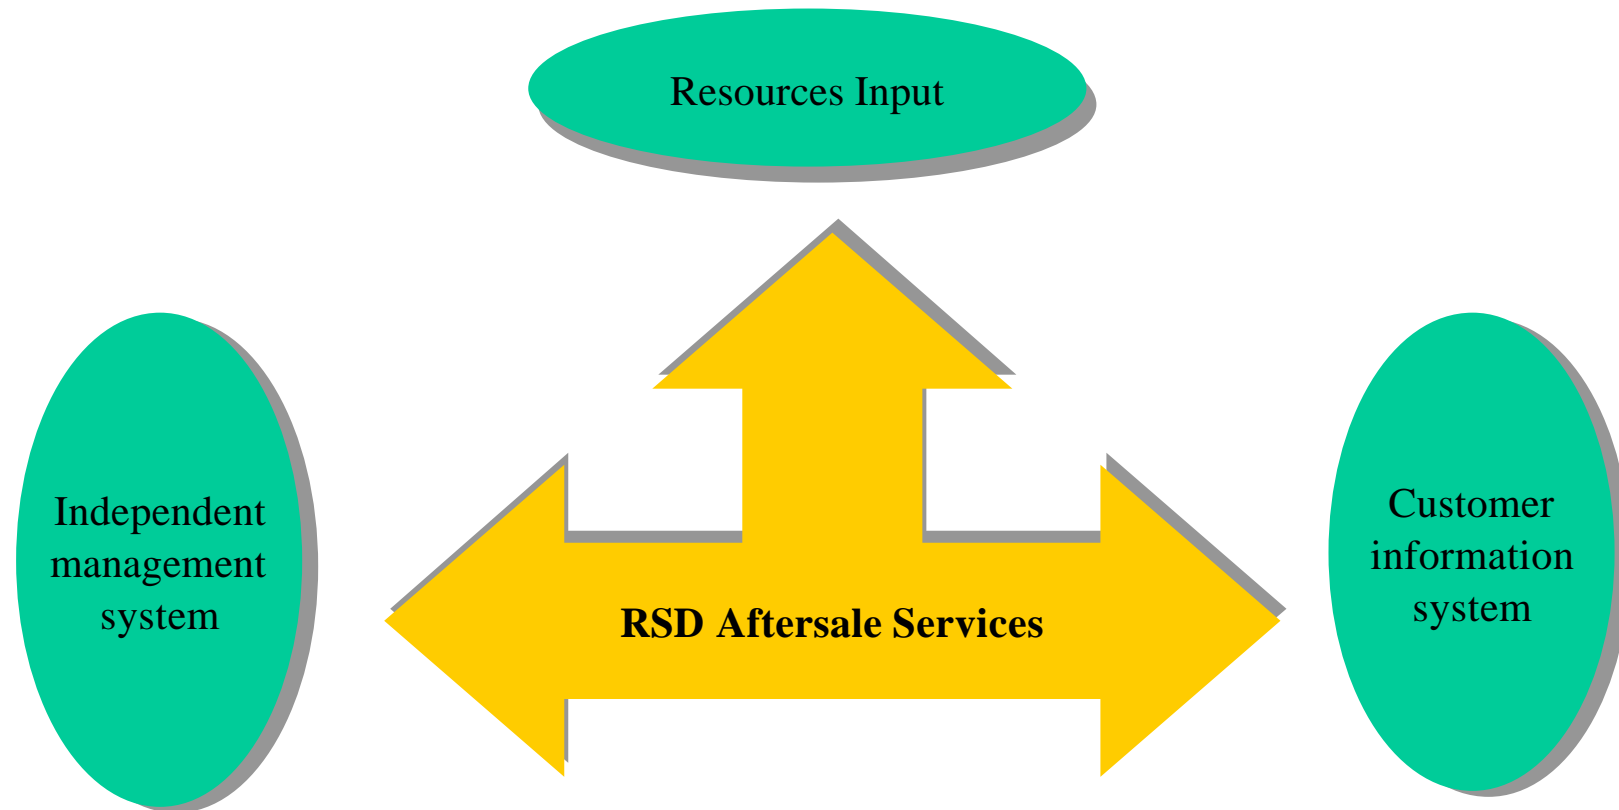 Resources Input
Independent
management
system
RSD Aftersale Services
Customer
information
system